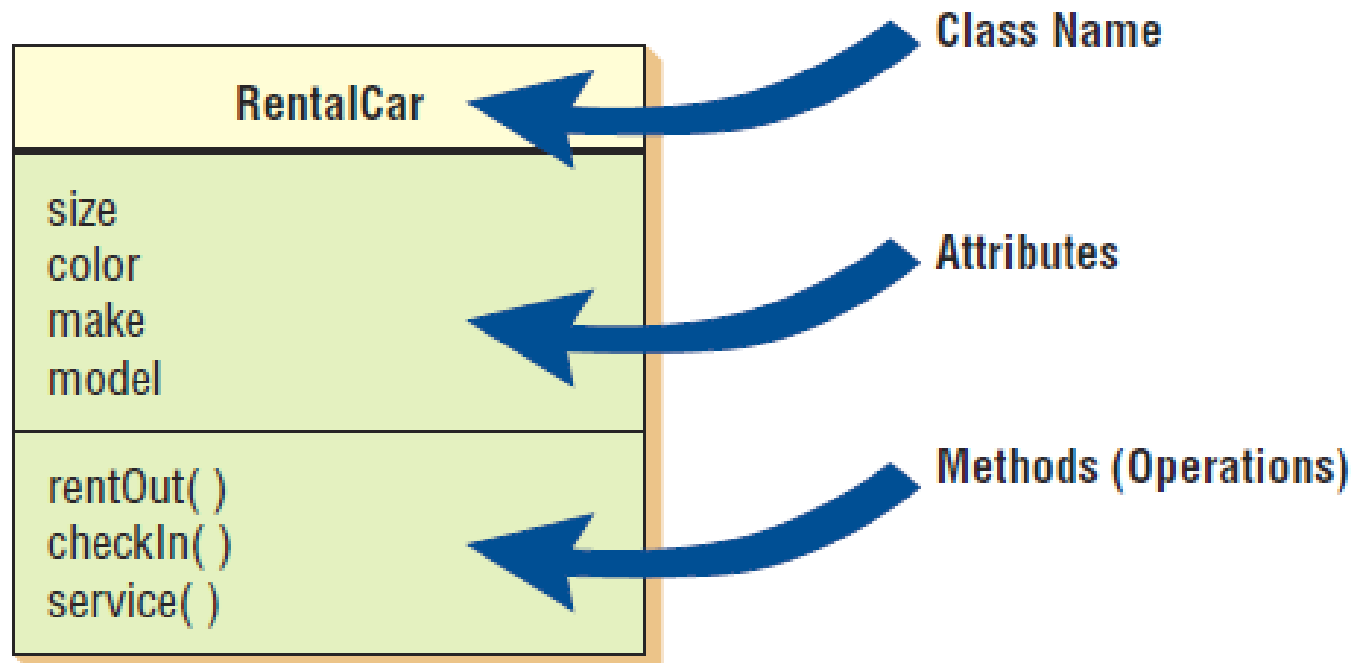 Class Name
RentalCar
size
color
make
model
Attributes
rentOut( )
checkIn( )
service( )
Methods (Operations)